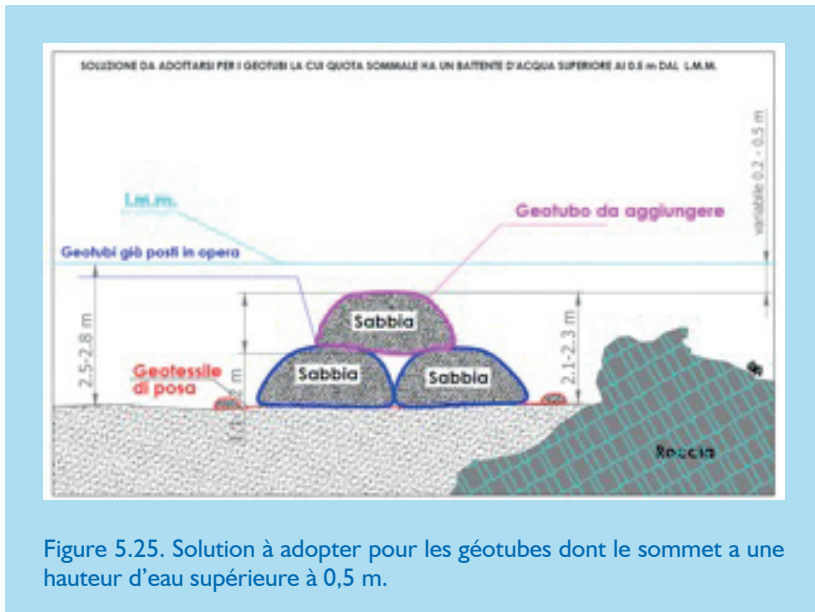 SOLUZIONE DA ADOTTARSI PER I GEOTUBI LA CUI QUOTA SOMMALE HA UN BATTENTE D'ACQUA SUPERIORE AI 0.5 m DAL L.M.M.
variabile 0.2 - 0.5 m
l.m.m.
Geotubo da aggiungere
Geotubi già posti in opera
Sabbia
2.5-2.8 m
2.1-2.3 m
Geotessile
di posa
Sabbia
Sabbia
m
Roccia
Figure 5.25. Solution à adopter pour les géotubes dont le sommet a une
hauteur d'eau supérieure à 0,5 m.